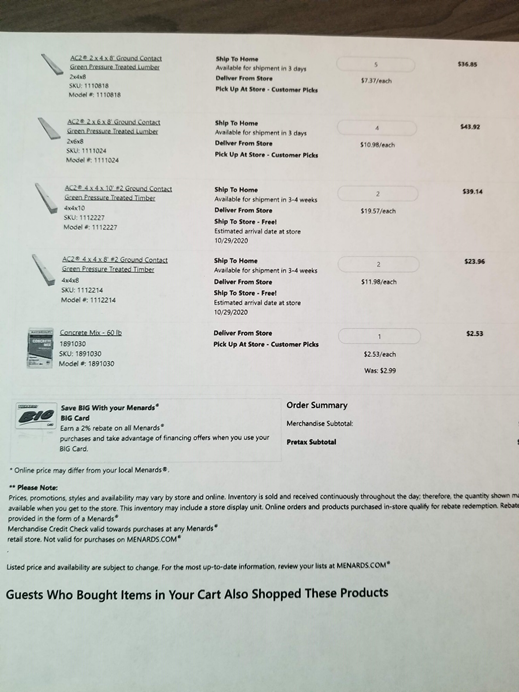 AC2® 2 x 4 x 8' Ground Contact
Green Pressure Treated Lumber
2x4x8
SKU: 1110818
Model #: 1110818
Ship To Home
Available for shipment in 3 days
Deliver From Store
Pick Up At Store - Customer Picks
5
$7.37/each
$36.85
AC2® 2 x 6 x 8' Ground Contact
Green Pressure Treated Lumber
2x6x8
SKU: 1111024
Model #: 1111024
Ship To Home
Available for shipment in 3 days
Deliver From Store
Pick Up At Store - Customer Picks
4
$10.98/each
$43.92
AC2® 4 x 4 x 10' #2 Ground Contact
Green Pressure Treated Timber
4x4x10
SKU: 1112227
Model #: 1112227
Ship To Home
Available for shipment in 3-4 weeks
Deliver From Store
Ship To Store - Free!
Estimated arrival date at store
10/29/2020
2
$19.57/each
$39.14
AC2® 4 x 4 x 8' #2 Ground Contact
Green Pressure Treated Timber
4x4x8
SKU: 1112214
Model #: 1112214
Ship To Home
Available for shipment in 3-4 weeks
Deliver From Store
Ship To Store - Free!
Estimated arrival date at store
10/29/2020
2
$11.98/each
$23.96
Concrete Mix - 60 lb
1891030
SKU: 1891030
Model #: 1891030
Deliver From Store
Pick Up At Store - Customer Picks
1
$2.53/each
Was: $2.99
$2.53
BIG
Save BIG With your Menards®
BIG Card
Earn a 2% rebate on all Menards®
purchases and take advantage of financing offers when you use your
BIG Card.
Order Summary
Merchandise Subtotal:
Pretax Subtotal
* Online price may differ from your local Menards®.
** Please Note:
Prices, promotions, styles and availability may vary by store and online. Inventory is sold and received continuously throughout the day; therefore, the quantity shown
available when you get to the store. This inventory may include a store display unit. Online orders and products purchased in-store qualify for rebate redemption.
provided in the form of a Menards®
Merchandise Credit Check valid towards purchases at any Menards®
retail store. Not valid for purchases on MENARDS.COM®
Listed price and availability are subject to change. For the most up-to-date information, review your lists at MENARDS.COM®
Guests Who Bought Items in Your Cart Also Shopped These Products